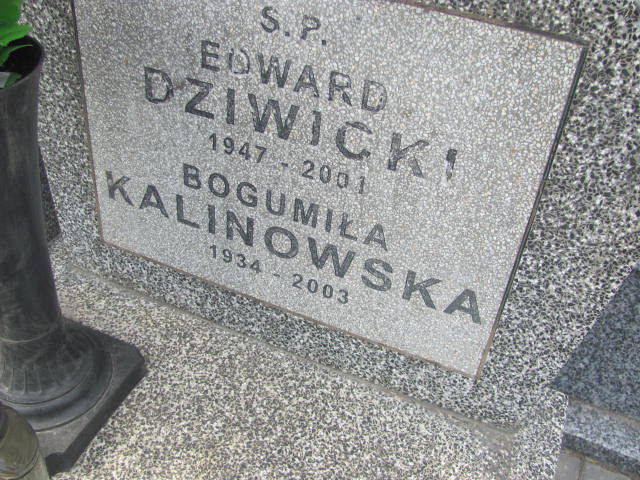 S.P.
EDWARD
DZIWICKI
1947 - 2001
BOGUMIŁA
KALINOWSKA
1934 - 2003